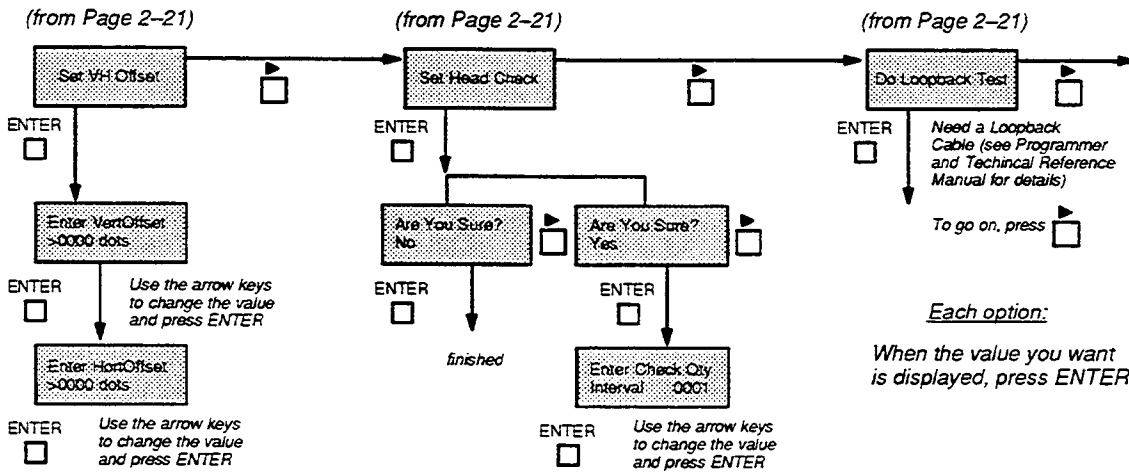 (from Page 2–21)
Set VH Offset
ENTER
Enter VertOffset
>0000 dots
ENTER
Use the arrow keys
to change the value
and press ENTER
Enter HortOffset
>0000 dots
ENTER
Use the arrow keys
to change the value
and press ENTER
(from Page 2–21)
Set Head Check
ENTER
Are You Sure?
No
ENTER
finished
Are You Sure?
Yes
ENTER
Enter Check Qty
Interval 0001
ENTER
Use the arrow keys
to change the value
and press ENTER
(from Page 2–21)
Do Loopback Test
ENTER
Need a Loopback
Cable (see Programmer
and Techincal Reference
Manual for details)
To go on, press
Each option:
When the value you want
is displayed, press ENTER